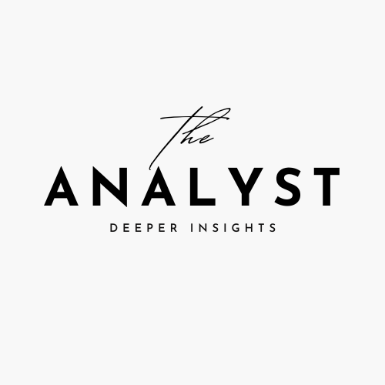 The
ANALYST
DEEPER INSIGHTS